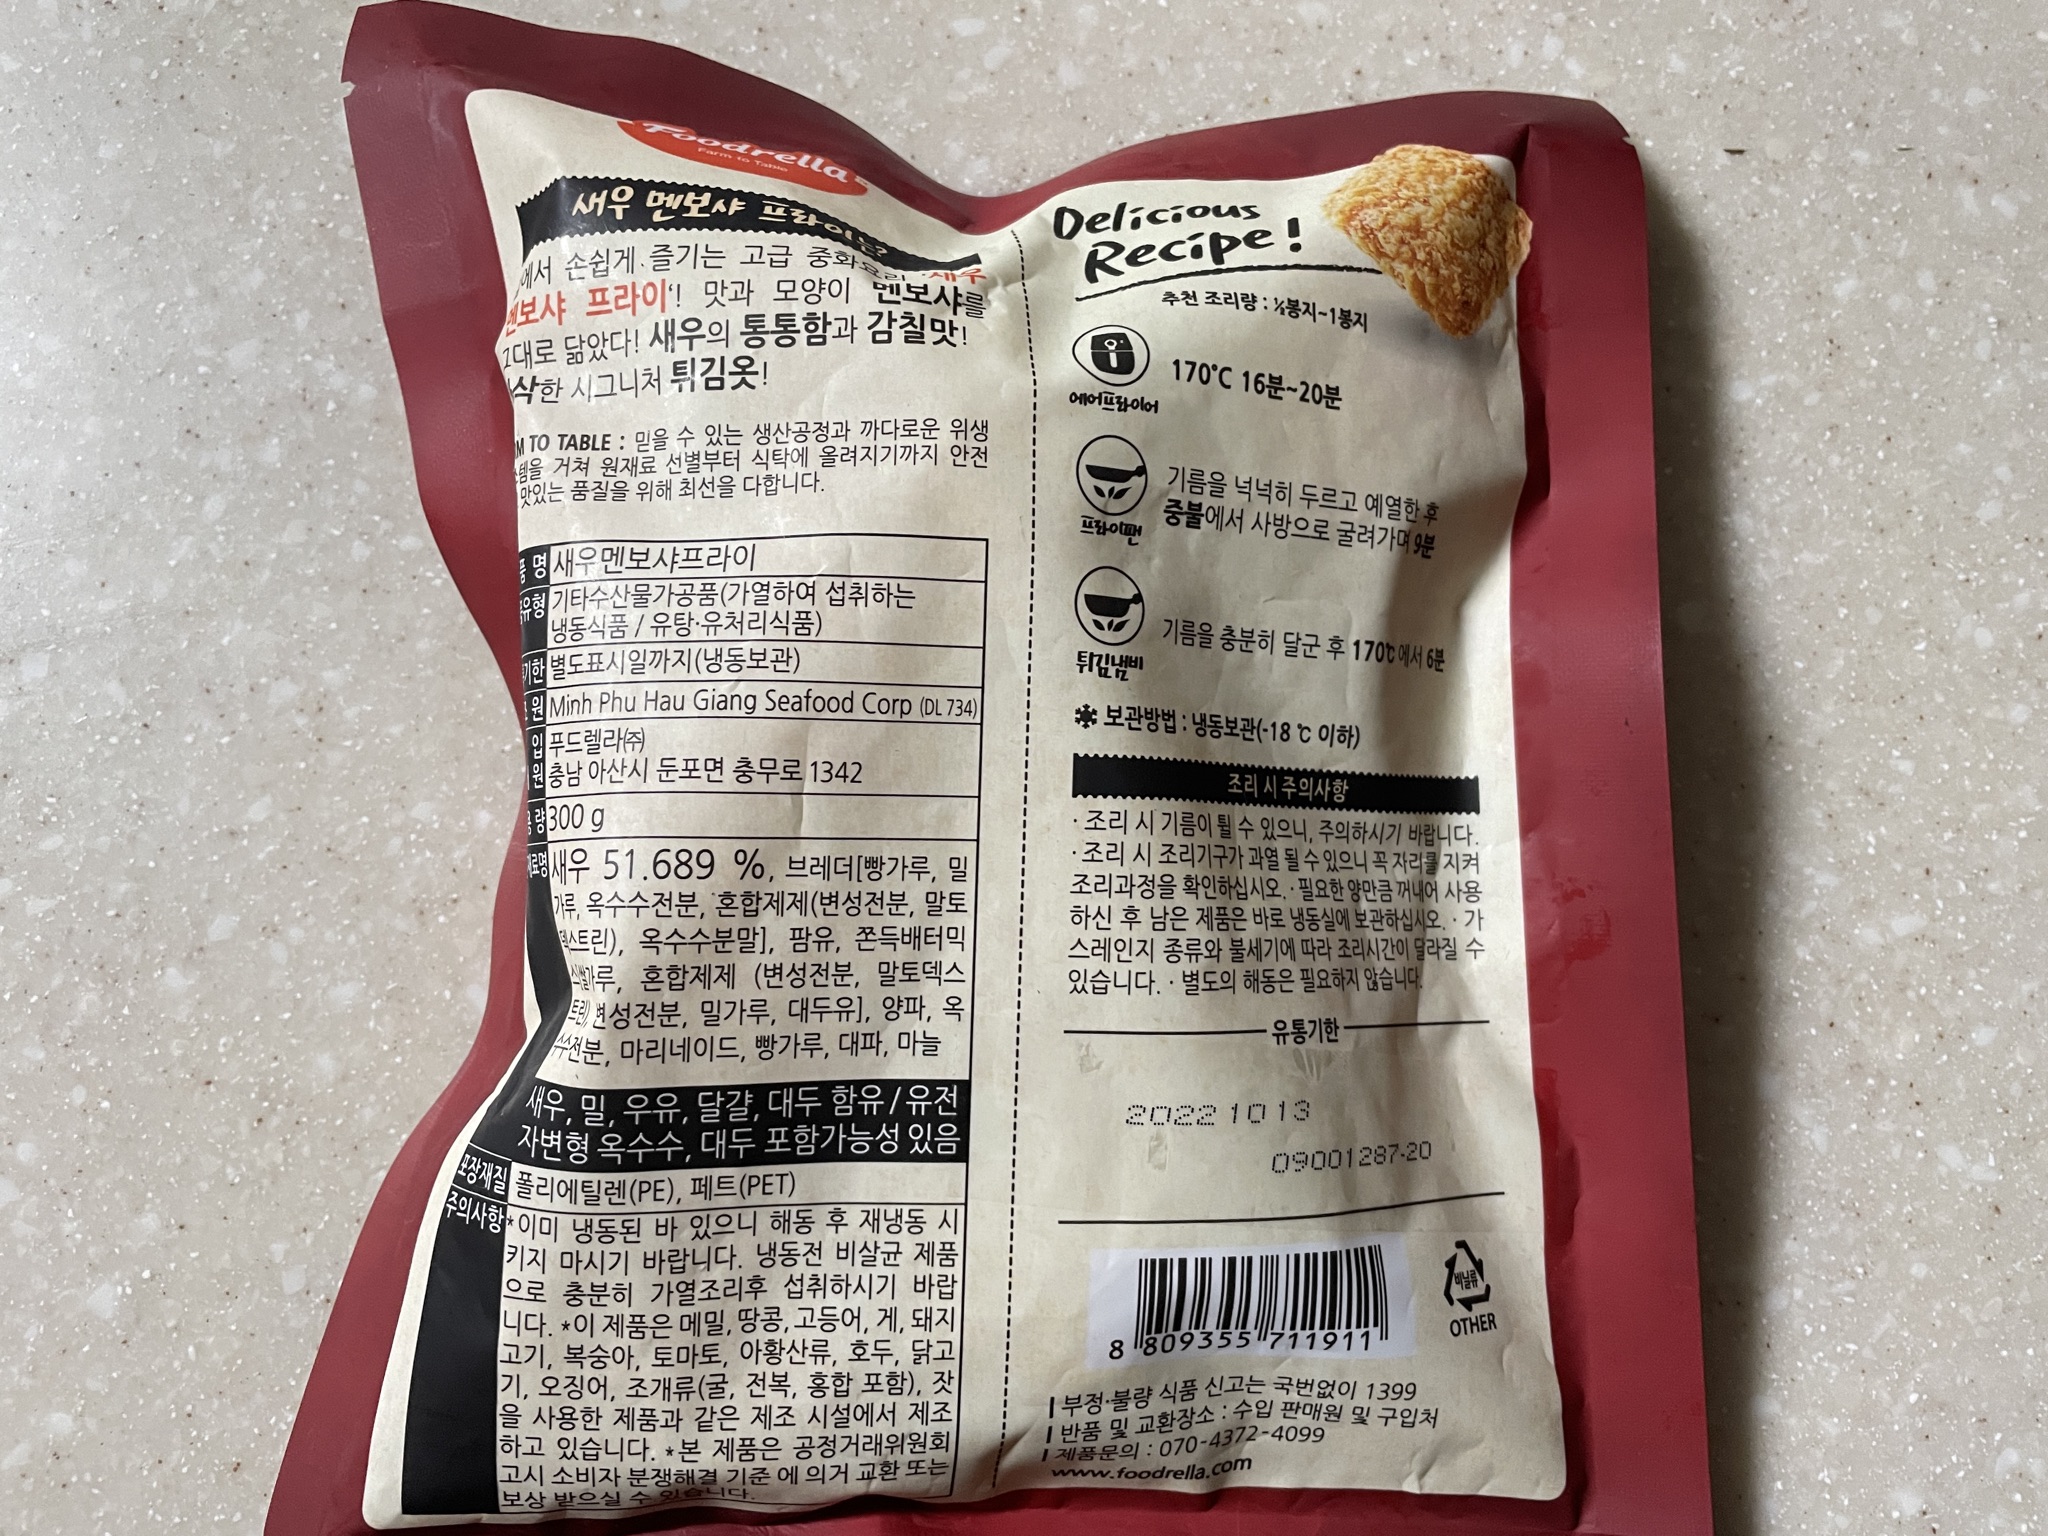 Foodrella
Farm to Table
새우 멘보샤 프라이는?
에서 손쉽게 즐기는 고급 중화요리 '새우
멘보샤 프라이'! 맛과 모양이 멘보샤를
그대로 닮았다! 새우의 통통함과 감칠맛!
삭한 시그니처 튀김옷!
M TO TABLE : 믿을 수 있는 생산공정과 까다로운 위생
템을 거쳐 원재료 선별부터 식탁에 올려지기까지 안전
맛있는 품질을 위해 최선을 다합니다.
품 명 새우멘보샤프라이
유형 기타수산물가공품(가열하여 섭취하는
냉동식품 / 유탕·유처리식품)
기한 별도표시일까지(냉동보관)
원 Minh Phu Hau Giang Seafood Corp (DL 734)
입 푸드렐라㈜
원 충남 아산시 둔포면 충무로 1342
량 300 g
료명 새우 51.689 %, 브레더[빵가루, 밀
가루, 옥수수전분, 혼합제제(변성전분, 말토
덱스트린), 옥수수분말], 팜유, 쫀득배터믹
쌀가루, 혼합제제 (변성전분, 말토덱스
트린), 변성전분, 밀가루, 대두유], 양파, 옥
수수전분, 마리네이드, 빵가루, 대파, 마늘
새우, 밀, 우유, 달걀, 대두 함유 / 유전
자변형 옥수수, 대두 포함가능성 있음
포장재질 폴리에틸렌(PE), 페트(PET)
주의사항 *이미 냉동된 바 있으니 해동 후 재냉동 시
키지 마시기 바랍니다. 냉동전 비살균 제품
으로 충분히 가열조리후 섭취하시기 바랍
니다. *이 제품은 메밀, 땅콩, 고등어, 게, 돼지
고기, 복숭아, 토마토, 아황산류, 호두, 닭고
기, 오징어, 조개류(굴, 전복, 홍합 포함), 잣
을 사용한 제품과 같은 제조 시설에서 제조
하고 있습니다. *본 제품은 공정거래위원회
고시 소비자 분쟁해결 기준 에 의거 교환 또는
보상 받으실 수 있습니다.
Delicious
Recipe!
추천 조리량 : ½봉지~1봉지
에어프라이어
170℃ 16분~20분
프라이팬
기름을 넉넉히 두르고 예열한 후
중불에서 사방으로 굴려가며 9분
튀김냄비
기름을 충분히 달군 후 170℃에서 6분
보관방법 : 냉동보관(-18 ℃ 이하)
조리 시 주의사항
· 조리 시 기름이 튈 수 있으니, 주의하시기 바랍니다.
· 조리 시 조리기구가 과열 될 수 있으니 꼭 자리를 지켜
조리과정을 확인하십시오. · 필요한 양만큼 꺼내어 사용
하신 후 남은 제품은 바로 냉동실에 보관하십시오. · 가
스레인지 종류와 불세기에 따라 조리시간이 달라질 수
있습니다. · 별도의 해동은 필요하지 않습니다.
유통기한
2022 10 13
09001287-20
8 809355 711911
비닐류
OTHER
부정·불량 식품 신고는 국번없이 1399
반품 및 교환장소 : 수입 판매원 및 구입처
제품문의 : 070-4372-4099
www.foodrella.com